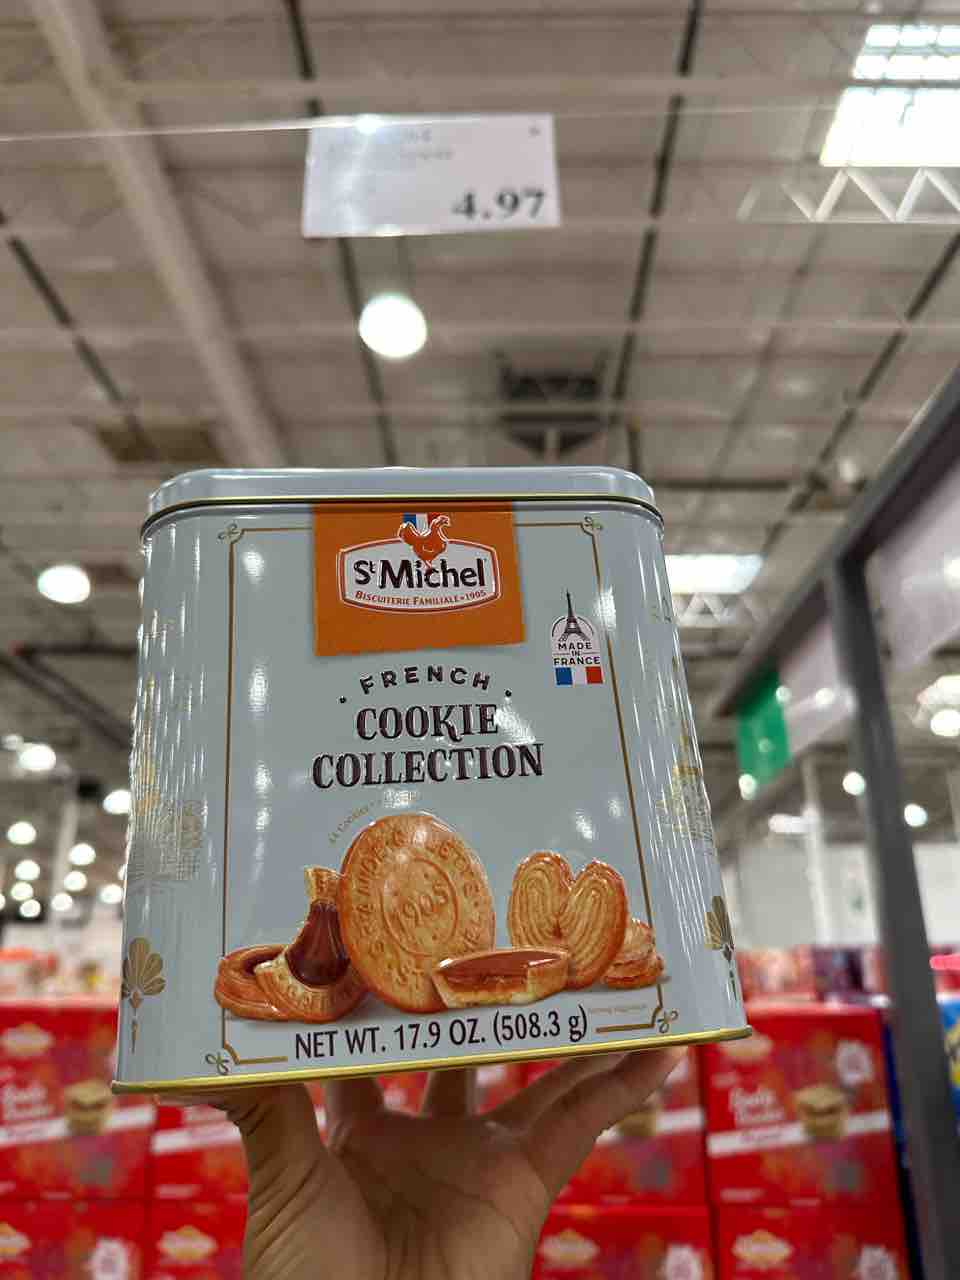 4.97
St Michel
BISCUITERIE FAMILIALE • 1905
MADE
IN
FRANCE
FRENCH
COOKIE
COLLECTION
1905
NET WT. 17.9 OZ. (508.3 g)